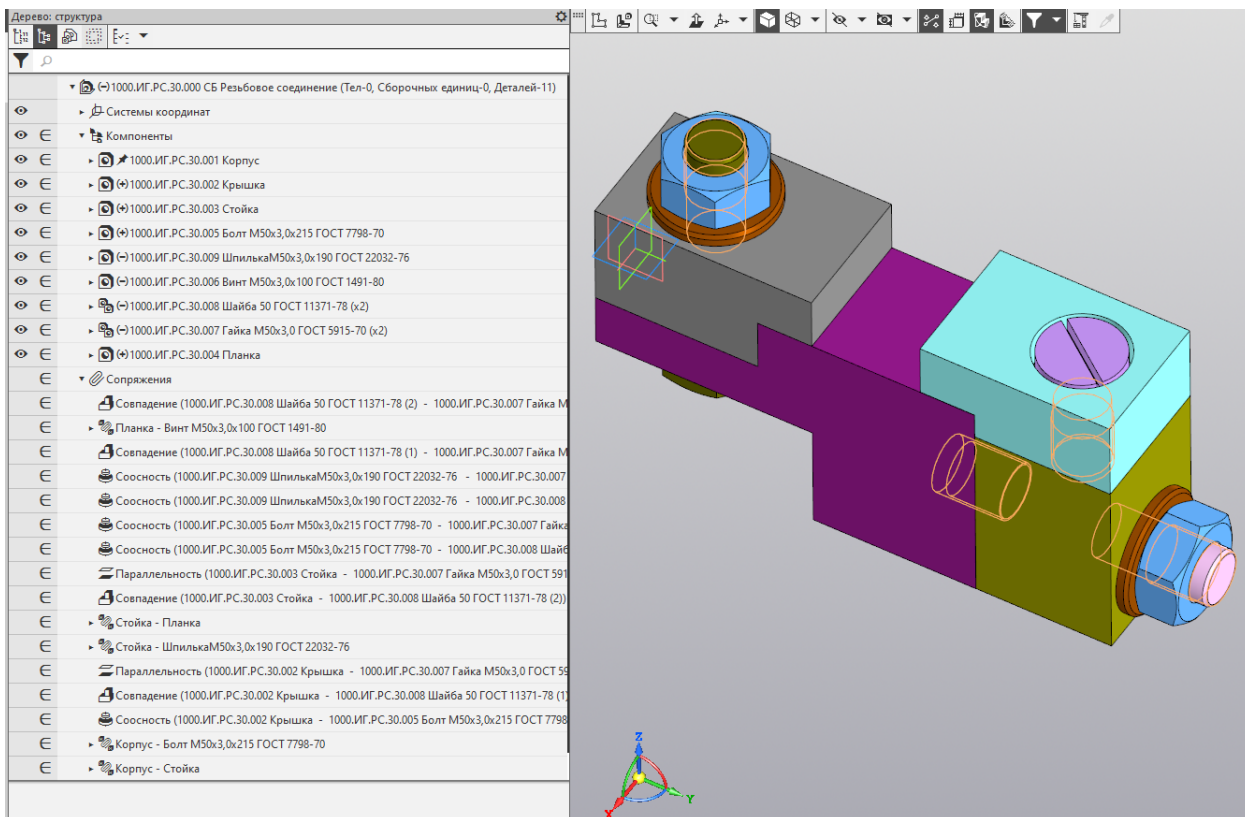 Дерево: структура
(-)1000.ИГ.РС.30.000 СБ Резьбовое соединение (Тел-0, Сборочных единиц-0, Деталей-11)
Системы координат
Компоненты
1000.ИГ.РС.30.001 Корпус
(+)1000.ИГ.РС.30.002 Крышка
(+)1000.ИГ.РС.30.003 Стойка
(+)1000.ИГ.РС.30.005 Болт М50х3,0х215 ГОСТ 7798-70
(-)1000.ИГ.РС.30.009 ШпилькаМ50х3,0х190 ГОСТ 22032-76
(-)1000.ИГ.РС.30.006 Винт М50х3,0х100 ГОСТ 1491-80
(-)1000.ИГ.РС.30.008 Шайба 50 ГОСТ 11371-78 (x2)
(-)1000.ИГ.РС.30.007 Гайка М50х3,0 ГОСТ 5915-70 (x2)
(+)1000.ИГ.РС.30.004 Планка
Сопряжения
Совпадение (1000.ИГ.РС.30.008 Шайба 50 ГОСТ 11371-78 (2) - 1000.ИГ.РС.30.007 Гайка М
Планка - Винт М50х3,0х100 ГОСТ 1491-80
Совпадение (1000.ИГ.РС.30.008 Шайба 50 ГОСТ 11371-78 (1) - 1000.ИГ.РС.30.007 Гайка М
Соосность (1000.ИГ.РС.30.009 ШпилькаМ50х3,0х190 ГОСТ 22032-76 - 1000.ИГ.РС.30.007
Соосность (1000.ИГ.РС.30.009 ШпилькаМ50х3,0х190 ГОСТ 22032-76 - 1000.ИГ.РС.30.008
Соосность (1000.ИГ.РС.30.005 Болт М50х3,0х215 ГОСТ 7798-70 - 1000.ИГ.РС.30.007 Гайка
Соосность (1000.ИГ.РС.30.005 Болт М50х3,0х215 ГОСТ 7798-70 - 1000.ИГ.РС.30.008 Шайб
Параллельность (1000.ИГ.РС.30.003 Стойка - 1000.ИГ.РС.30.007 Гайка М50х3,0 ГОСТ 591
Совпадение (1000.ИГ.РС.30.003 Стойка - 1000.ИГ.РС.30.008 Шайба 50 ГОСТ 11371-78 (2))
Стойка - Планка
Стойка - ШпилькаМ50х3,0х190 ГОСТ 22032-76
Параллельность (1000.ИГ.РС.30.002 Крышка - 1000.ИГ.РС.30.007 Гайка М50х3,0 ГОСТ 59
Совпадение (1000.ИГ.РС.30.002 Крышка - 1000.ИГ.РС.30.008 Шайба 50 ГОСТ 11371-78 (1)
Соосность (1000.ИГ.РС.30.002 Крышка - 1000.ИГ.РС.30.005 Болт М50х3,0х215 ГОСТ 7798
Корпус - Болт М50х3,0х215 ГОСТ 7798-70
Корпус - Стойка
Z
Y
X